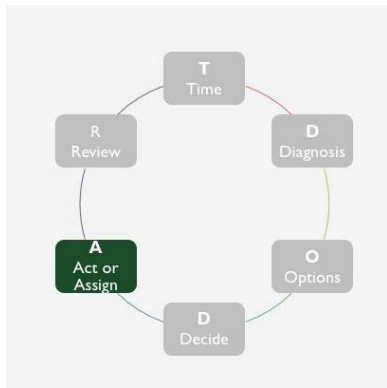 T
Time
D
Diagnosis
O
Options
D
Decide
A
Act or
Assign
R
Review